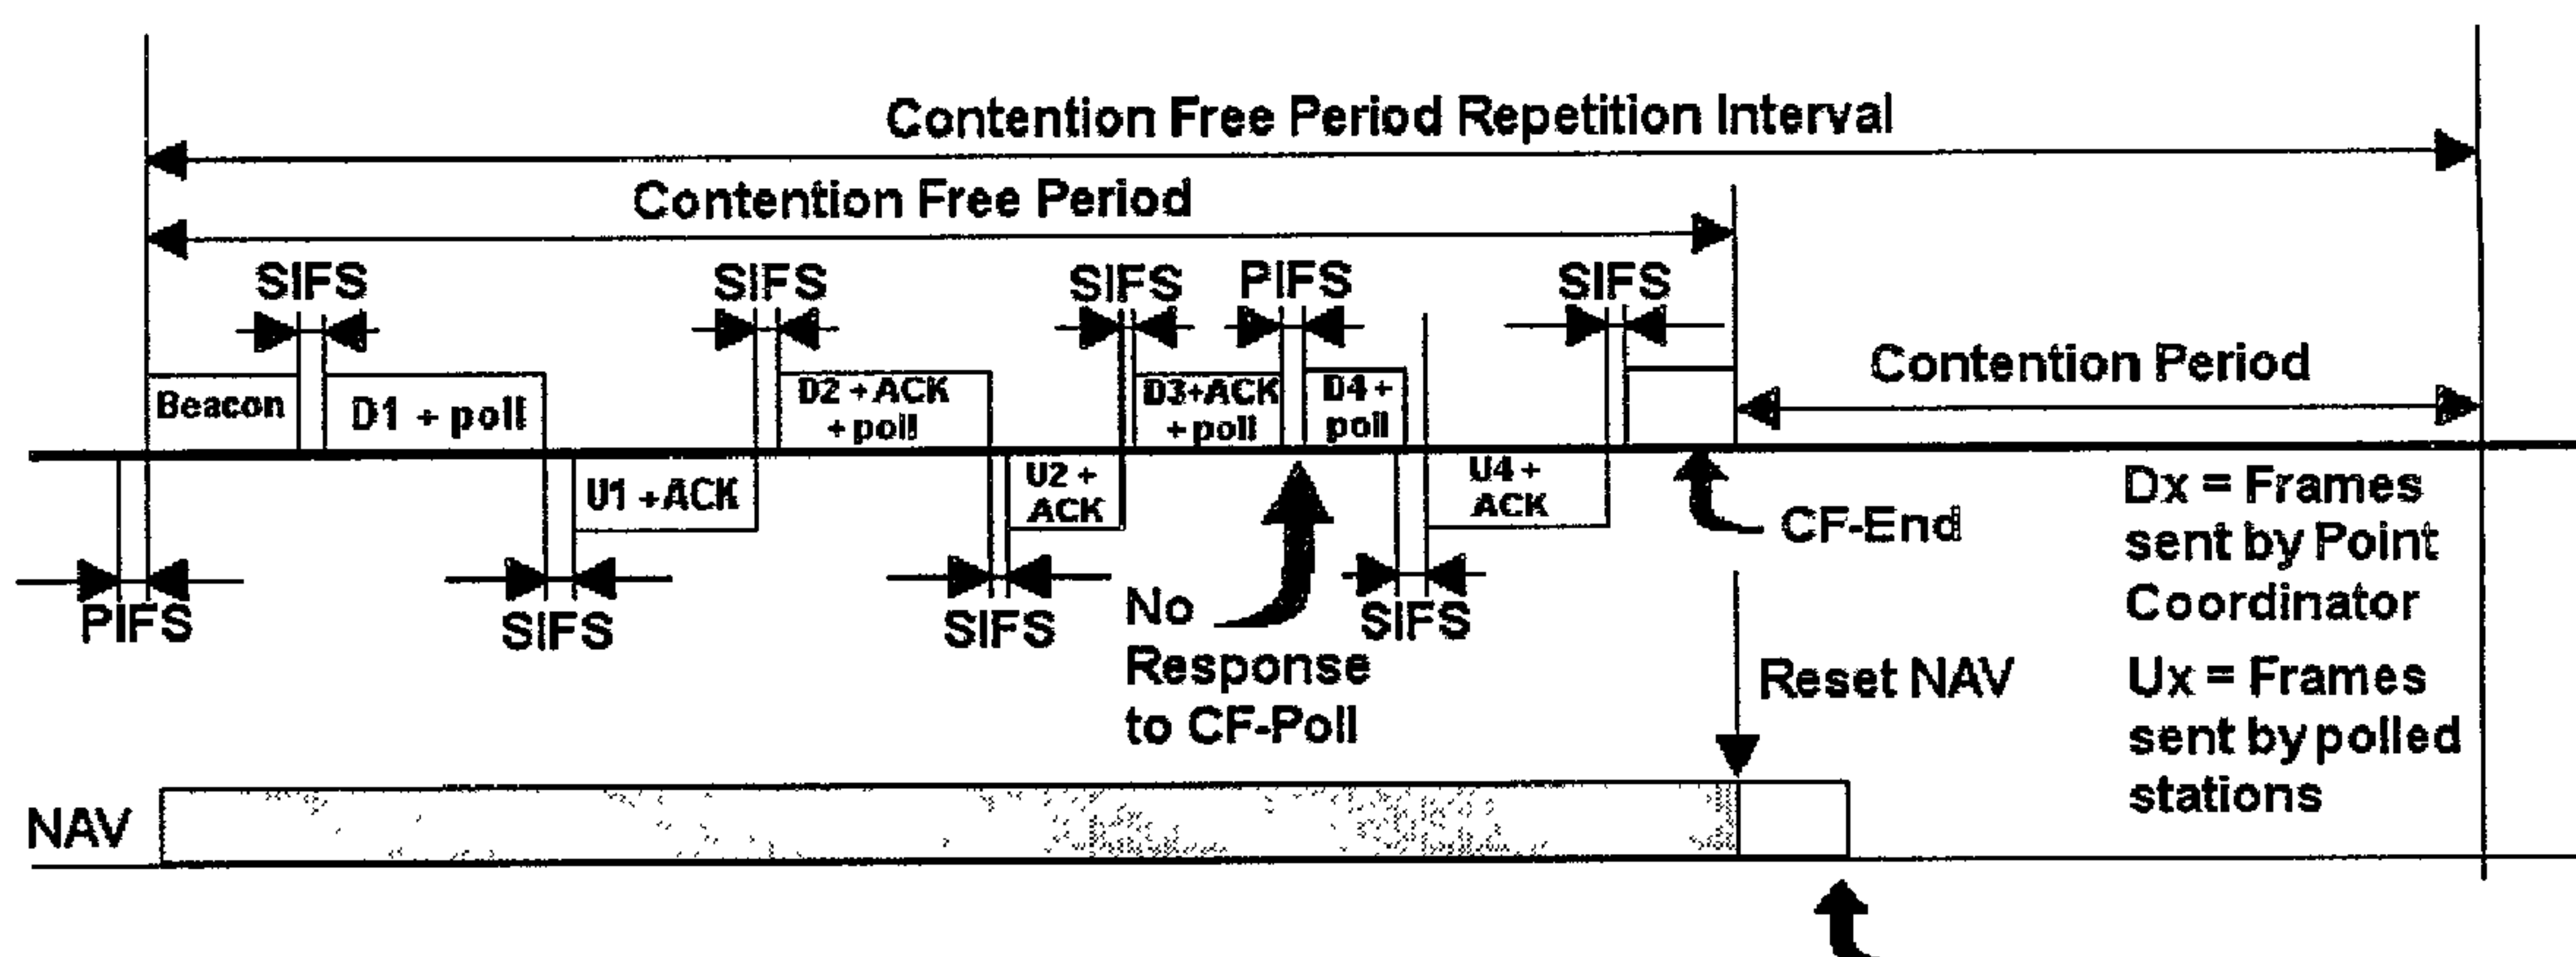 Contention Free Period Repetition Interval
Contention Free Period
SIFS
SIFS
SIFS
PIFS
SIFS
Contention Period
Beacon
D1 + poll
D2 +ACK
+ poll
D3+ACK
+ poll
D4 +
poll
U1 +ACK
U2 +
ACK
U4 +
ACK
PIFS
SIFS
SIFS
SIFS
No
Response
to CF-Poll
CF-End
Reset NAV
Dx = Frames
sent by Point
Coordinator
Ux = Frames
sent by polled
stations
NAV